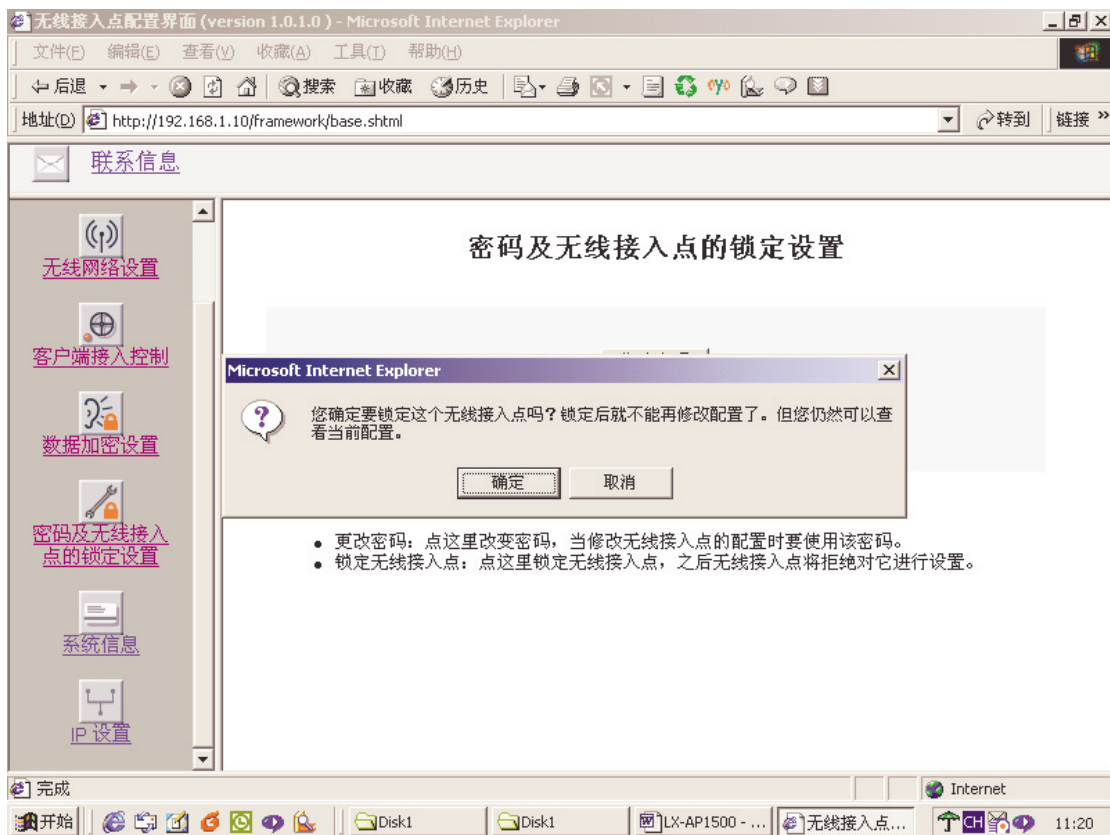 无线接入点配置界面 (version 1.0.1.0 ) - Microsoft Internet Explorer
文件(F) 编辑(E) 查看(V) 收藏(A) 工具(T) 帮助(H)
后退 搜索 收藏 历史
地址(D) http://192.168.1.10/framework/base.shtml 转到 链接 »
联系信息
无线网络设置
客户端接入控制
数据加密设置
密码及无线接入
点的锁定设置
系统信息
IP 设置
密码及无线接入点的锁定设置
Microsoft Internet Explorer
您确定要锁定这个无线接入点吗？锁定后就不能再修改配置了。但您仍然可以查
看当前配置。
确定 取消
更改密码：点这里改变密码，当修改无线接入点的配置时要使用该密码。
锁定无线接入点：点这里锁定无线接入点，之后无线接入点将拒绝对它进行设置。
完成 Internet
开始 Disk1 Disk1 LX-AP1500 - ... 无线接入点... CH 11:20